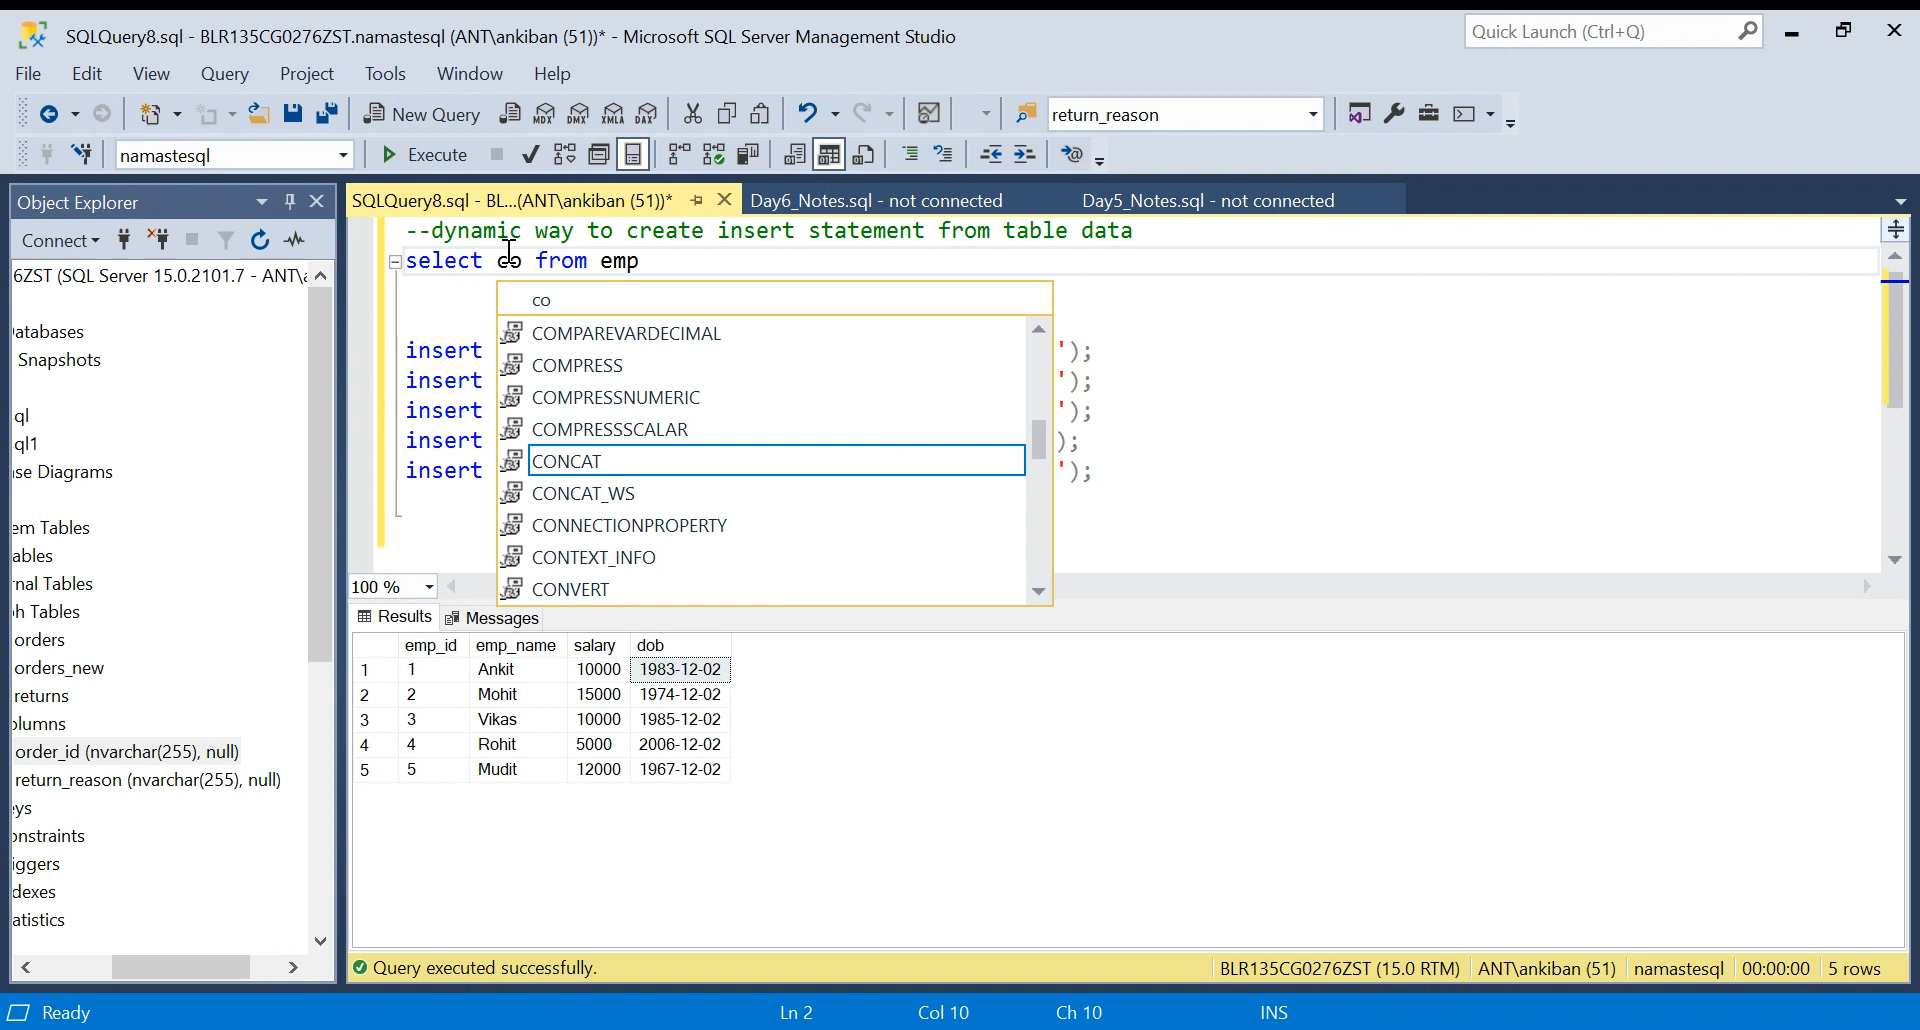 SQLQuery8.sql - BLR135CG0276ZST.namastesql (ANT\ankiban (51))* - Microsoft SQL Server Management Studio
Quick Launch (Ctrl+Q)
File Edit View Query Project Tools Window Help
New Query MDX DMX XMLA DAX return_reason
namastesql Execute
Object Explorer
Connect
6ZST (SQL Server 15.0.2101.7 - ANT\
atabases
Snapshots
ql
ql1
se Diagrams
em Tables
ables
nal Tables
h Tables
orders
orders_new
returns
olumns
order_id (nvarchar(255), null)
return_reason (nvarchar(255), null)
ys
onstraints
iggers
dexes
atistics
SQLQuery8.sql - BL...(ANT\ankiban (51))* Day6_Notes.sql - not connected Day5_Notes.sql - not connected
--dynamic way to create insert statement from table data
select co from emp
co
COMPAREVARDECIMAL
COMPRESS
COMPRESSNUMERIC
COMPRESSSCALAR
CONCAT
CONCAT_WS
CONNECTIONPROPERTY
CONTEXT_INFO
CONVERT
insert ');
insert ');
insert ');
insert );
insert ');
100 %
Results Messages
emp_id emp_name salary dob
1 1 Ankit 10000 1983-12-02
2 2 Mohit 15000 1974-12-02
3 3 Vikas 10000 1985-12-02
4 4 Rohit 5000 2006-12-02
5 5 Mudit 12000 1967-12-02
Query executed successfully. BLR135CG0276ZST (15.0 RTM) ANT\ankiban (51) namastesql 00:00:00 5 rows
Ready Ln 2 Col 10 Ch 10 INS